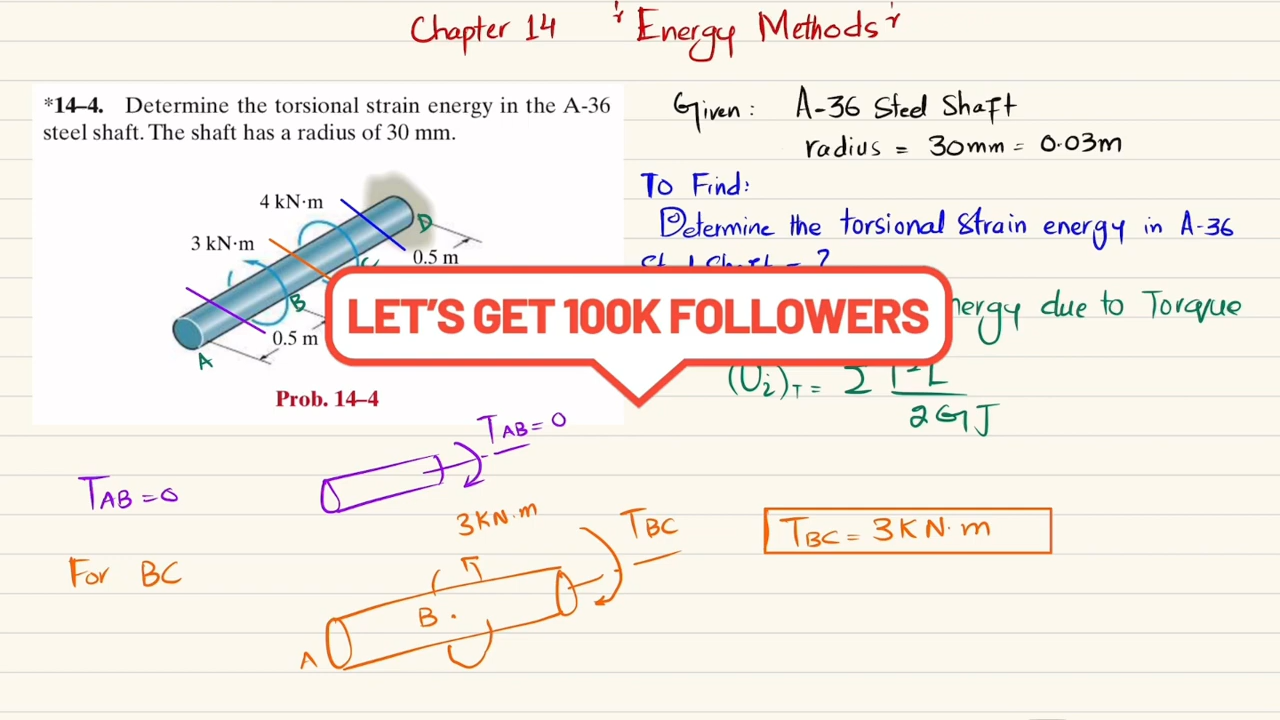 Chapter 14 "Energy Methods"
*14–4. Determine the torsional strain energy in the A-36
steel shaft. The shaft has a radius of 30 mm.
4 kN·m
3 kN·m
D
0.5 m
C
B
0.5 m
A
Prob. 14–4
Given: A-36 Steel Shaft
radius = 30mm = 0.03m
To Find:
Determine the torsional strain energy in A-36
= ?
LET'S GET 100K FOLLOWERS
due to Torque
(Ui)T = Σ T²L
2GJ
TAB = 0
TAB = 0
3KN·m
TBC
TBC = 3KN·m
For BC
B
A